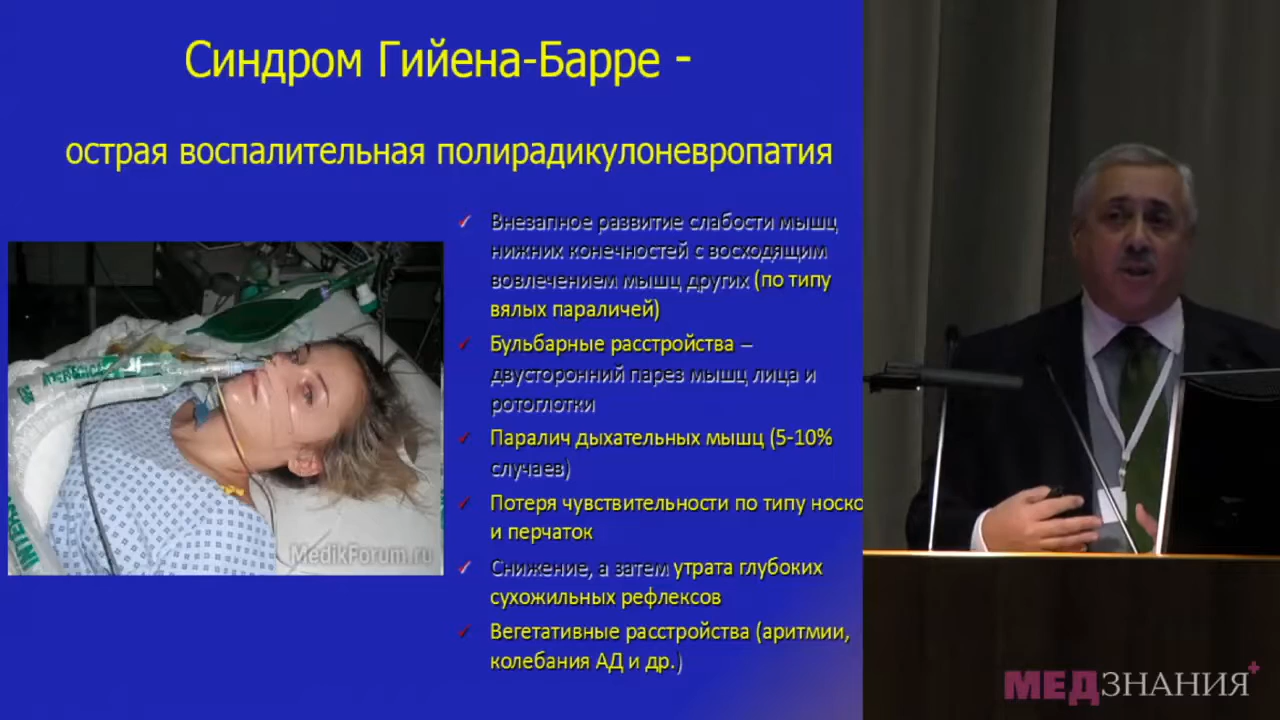 Синдром Гийена-Барре -
острая воспалительная полирадикулоневропатия
Внезапное развитие слабости мышц
нижних конечностей с восходящим
вовлечением мышц других (по типу
вялых параличей)
Бульбарные расстройства –
двусторонний парез мышц лица и
ротоглотки
Паралич дыхательных мышц (5-10%
случаев)
Потеря чувствительности по типу носко
и перчаток
Снижение, а затем утрата глубоких
сухожильных рефлексов
Вегетативные расстройства (аритмии,
колебания АД и др.)
MedikForum.ru
МЕДЗНАНИЯ+